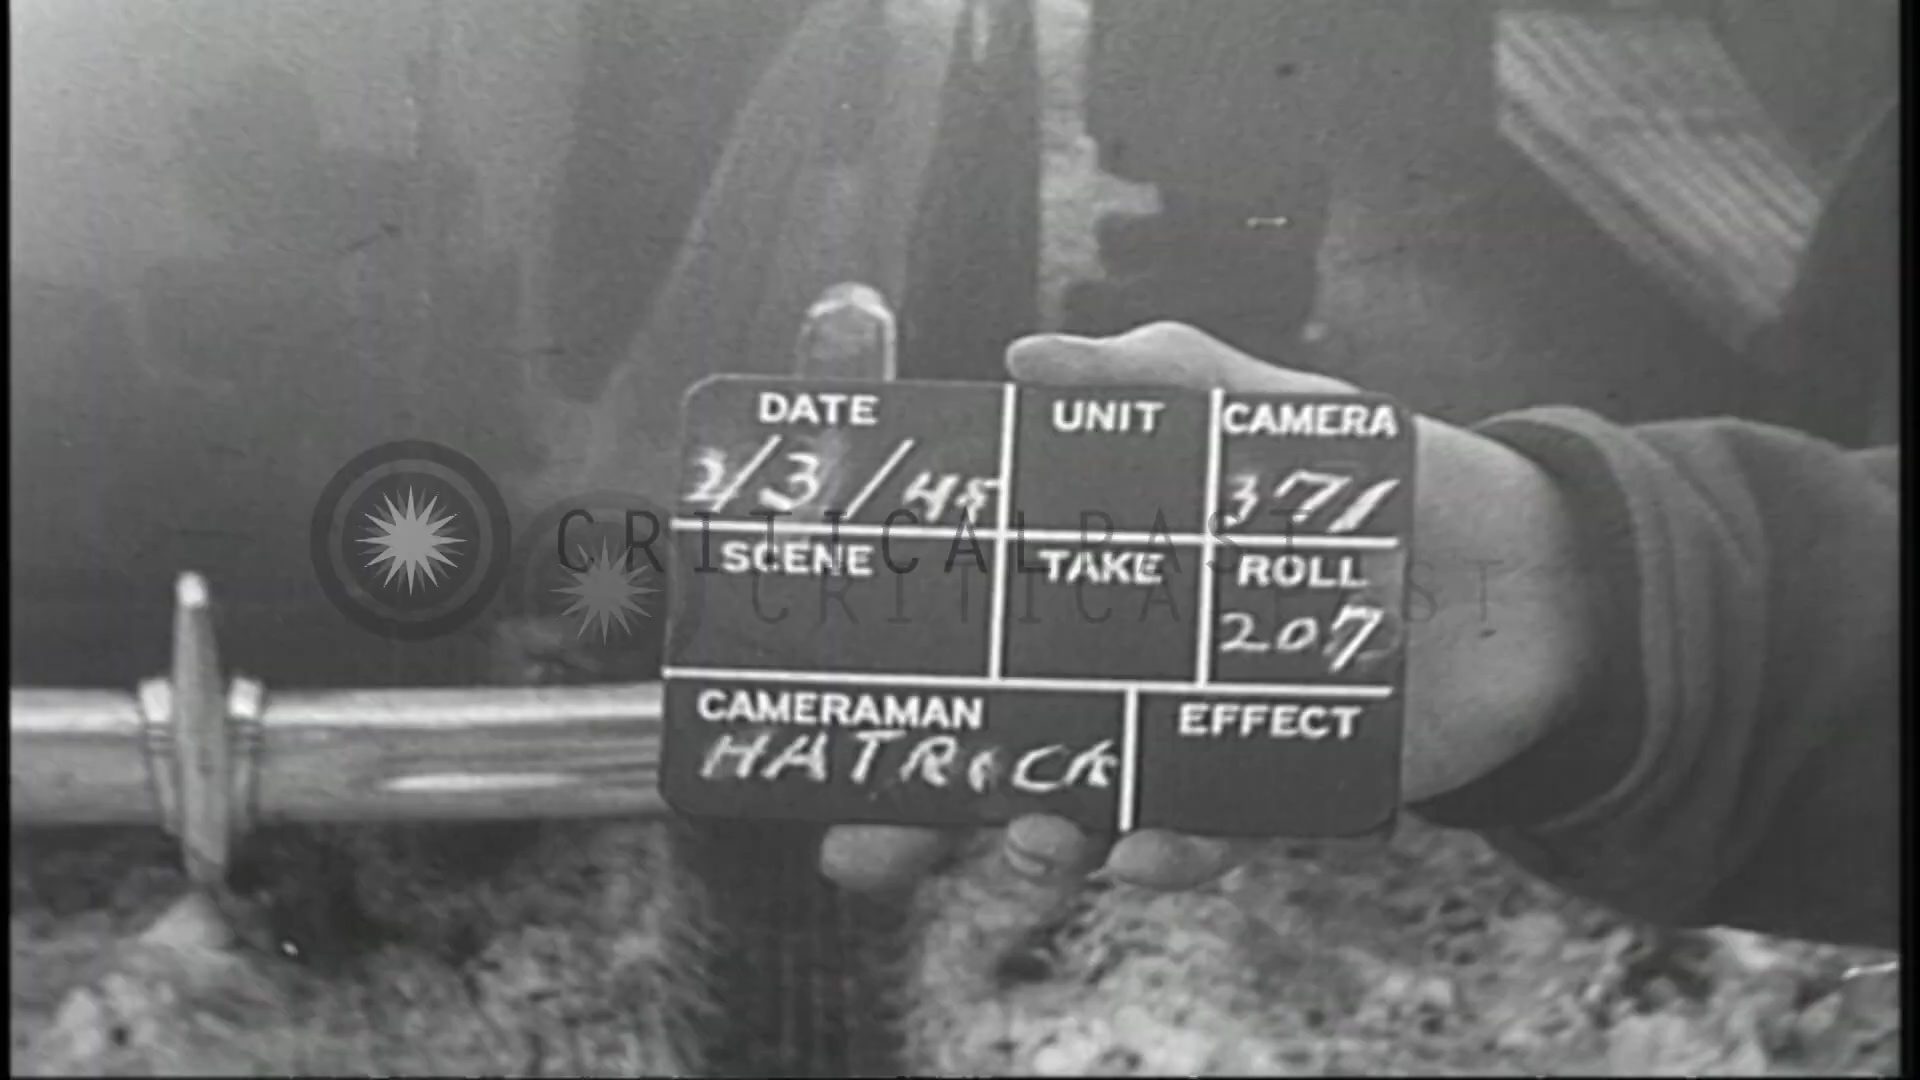 DATE UNIT CAMERA
2/3/45 371
SCENE TAKE ROLL
207
CAMERAMAN EFFECT
HATRICK
CRITICALPAST
CRITICALPAST